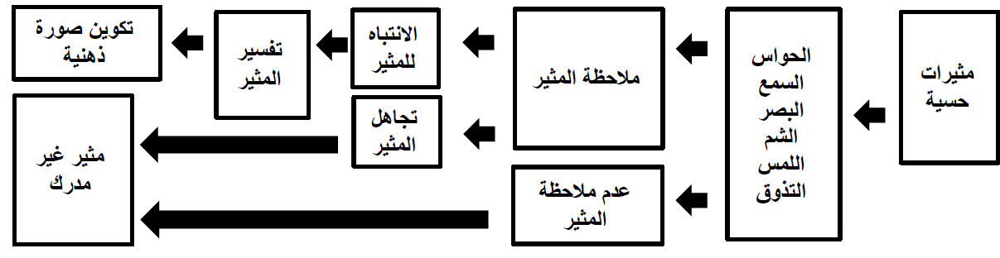 مثيرات
حسية
الحواس
السمع
البصر
الشم
اللمس
التذوق
ملاحظة المثير
عدم ملاحظة
المثير
الانتباه
للمثير
تجاهل
المثير
تفسير
المثير
تكوين صورة
ذهنية
مثير غير
مدرك